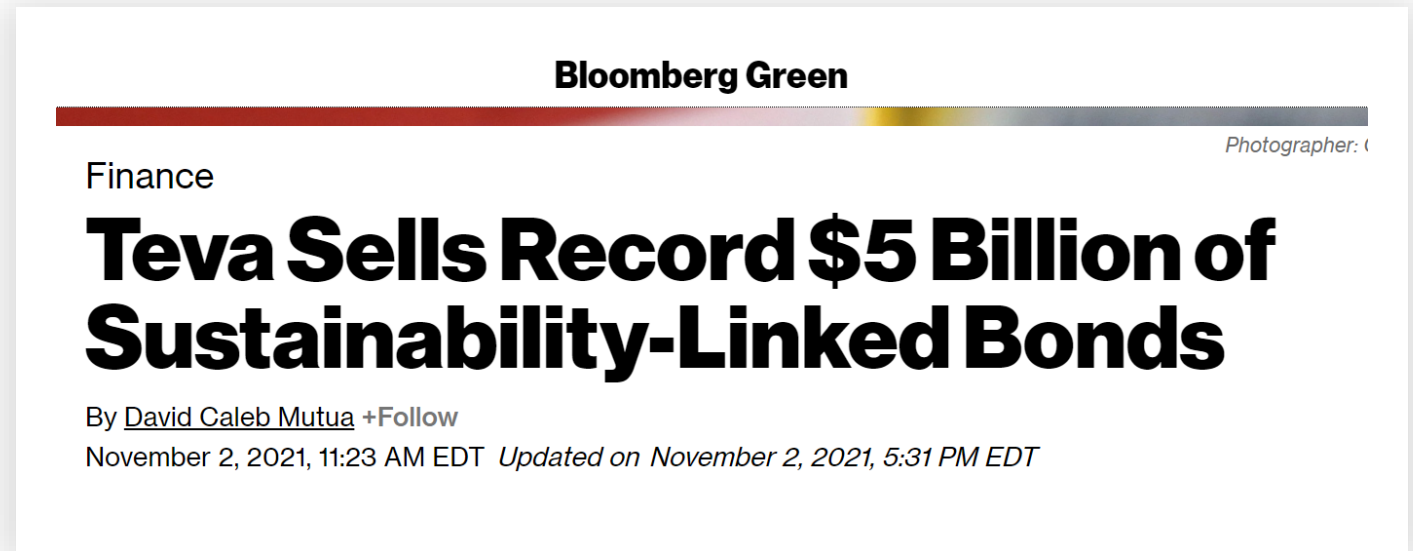 Bloomberg Green
Photographer:
Finance
Teva Sells Record $5 Billion of
Sustainability-Linked Bonds
By David Caleb Mutua +Follow
November 2, 2021, 11:23 AM EDT Updated on November 2, 2021, 5:31 PM EDT